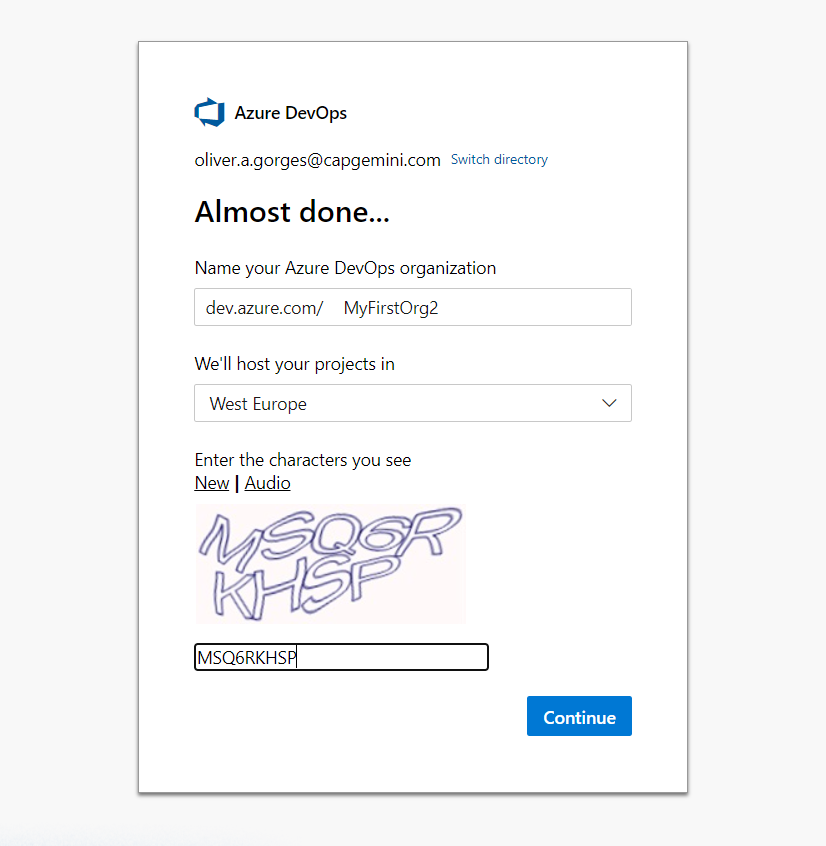 Azure DevOps
oliver.a.gorges@capgemini.com Switch directory
Almost done...
Name your Azure DevOps organization
dev.azure.com/ MyFirstOrg2
We'll host your projects in
West Europe
Enter the characters you see
New | Audio
MSQ6R
KHSP
MSQ6RKHSP
Continue